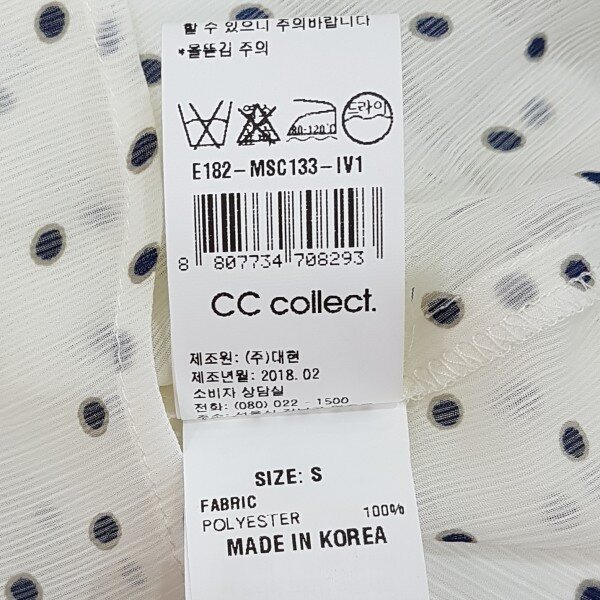 할 수 있으니 주의바랍니다
*올뜯김 주의
80-120℃ 드라이
E182-MSC133-IV1
8 807734 708293
CC collect.
제조원: (주)대현
제조년월: 2018. 02
소비자 상담실
전화: (080) 022 - 1500
SIZE: S
FABRIC
POLYESTER 100%
MADE IN KOREA